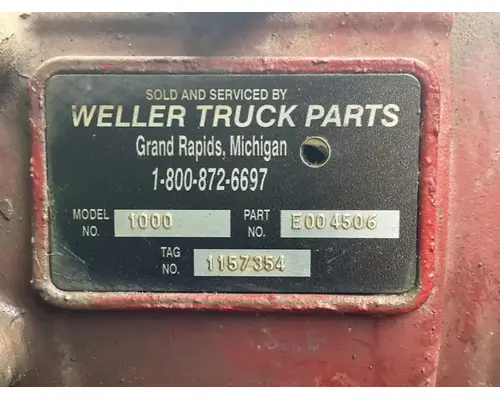 SOLD AND SERVICED BY
WELLER TRUCK PARTS
Grand Rapids, Michigan
1-800-872-6697
MODEL NO. 1000 PART NO. E004506
TAG NO. 1157354